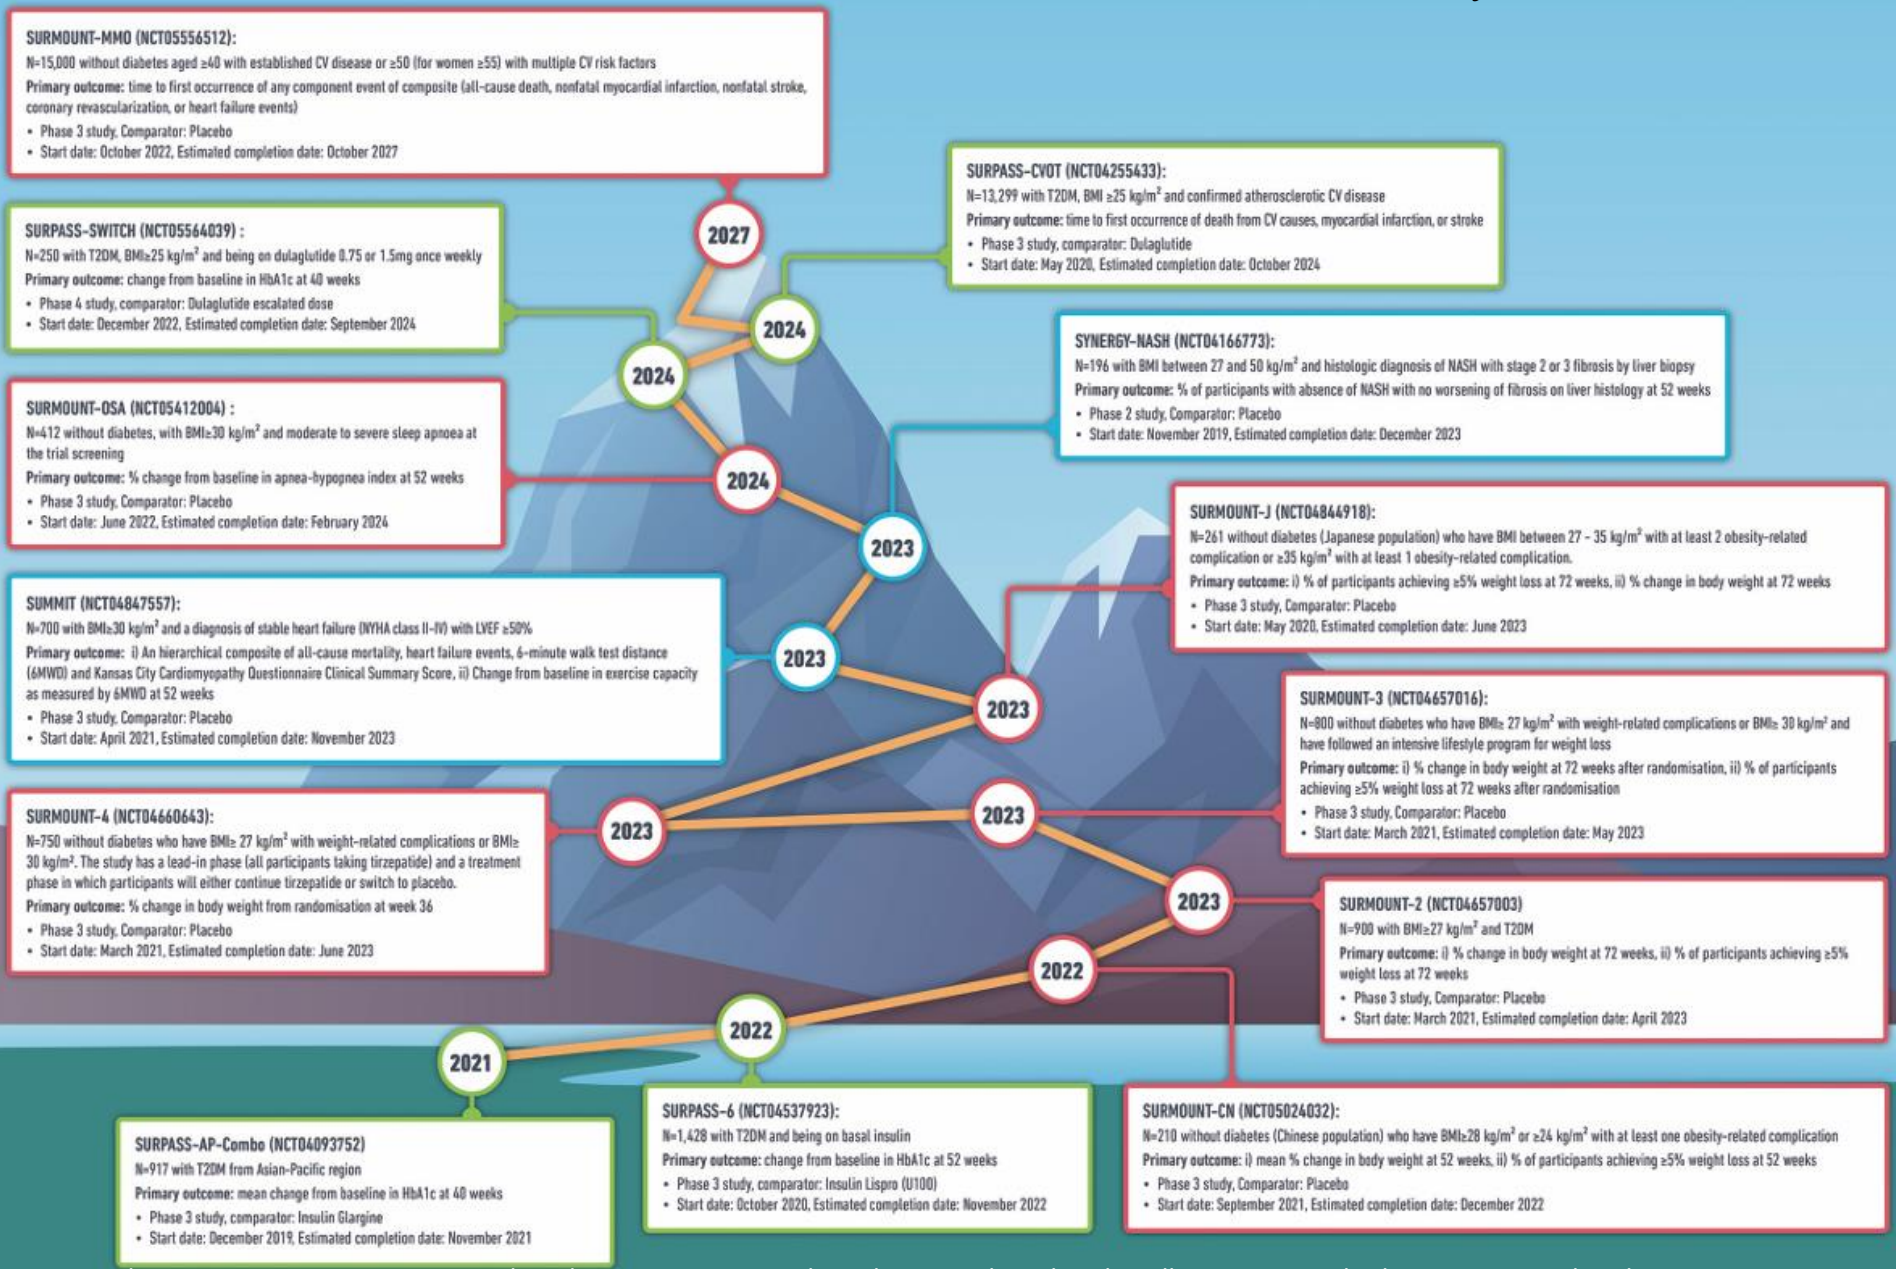 SURMOUNT-MMO (NCT05556512):
N=15,000 without diabetes aged ≥40 with established CV disease or ≥50 (for women ≥55) with multiple CV risk factors
Primary outcome: time to first occurrence of any component event of composite (all-cause death, nonfatal myocardial infarction, nonfatal stroke,
coronary revascularization, or heart failure events)
• Phase 3 study, Comparator: Placebo
• Start date: October 2022, Estimated completion date: October 2027
2027
SURPASS-CVOT (NCT04255433):
N=13,299 with T2DM, BMI ≥25 kg/m² and confirmed atherosclerotic CV disease
Primary outcome: time to first occurrence of death from CV causes, myocardial infarction, or stroke
• Phase 3 study, comparator: Dulaglutide
• Start date: May 2020, Estimated completion date: October 2024
2024
SURPASS-SWITCH (NCT05564039) :
N=250 with T2DM, BMI≥25 kg/m² and being on dulaglutide 0.75 or 1.5mg once weekly
Primary outcome: change from baseline in HbA1c at 40 weeks
• Phase 4 study, comparator: Dulaglutide escalated dose
• Start date: December 2022, Estimated completion date: September 2024
2024
SURMOUNT-OSA (NCT05412004) :
N=412 without diabetes, with BMI≥30 kg/m² and moderate to severe sleep apnoea at
the trial screening
Primary outcome: % change from baseline in apnea-hypopnea index at 52 weeks
• Phase 3 study, Comparator: Placebo
• Start date: June 2022, Estimated completion date: February 2024
2024
SYNERGY-NASH (NCT04166773):
N=196 with BMI between 27 and 50 kg/m² and histologic diagnosis of NASH with stage 2 or 3 fibrosis by liver biopsy
Primary outcome: % of participants with absence of NASH with no worsening of fibrosis on liver histology at 52 weeks
• Phase 2 study, Comparator: Placebo
• Start date: November 2019, Estimated completion date: December 2023
2023
SUMMIT (NCT04847557):
N=700 with BMI≥30 kg/m² and a diagnosis of stable heart failure (NYHA class II-IV) with LVEF ≥50%
Primary outcome: i) An hierarchical composite of all-cause mortality, heart failure events, 6-minute walk test distance
(6MWD) and Kansas City Cardiomyopathy Questionnaire Clinical Summary Score, ii) Change from baseline in exercise capacity
as measured by 6MWD at 52 weeks
• Phase 3 study, Comparator: Placebo
• Start date: April 2021, Estimated completion date: November 2023
2023
SURMOUNT-J (NCT04844918):
N=261 without diabetes (Japanese population) who have BMI between 27 - 35 kg/m² with at least 2 obesity-related
complication or ≥35 kg/m² with at least 1 obesity-related complication.
Primary outcome: i) % of participants achieving ≥5% weight loss at 72 weeks, ii) % change in body weight at 72 weeks
• Phase 3 study, Comparator: Placebo
• Start date: May 2020, Estimated completion date: June 2023
2023
SURMOUNT-4 (NCT04660643):
N=750 without diabetes who have BMI≥ 27 kg/m² with weight-related complications or BMI≥
30 kg/m². The study has a lead-in phase (all participants taking tirzepatide) and a treatment
phase in which participants will either continue tirzepatide or switch to placebo.
Primary outcome: % change in body weight from randomisation at week 36
• Phase 3 study, Comparator: Placebo
• Start date: March 2021, Estimated completion date: June 2023
2023
SURMOUNT-3 (NCT04657016):
N=800 without diabetes who have BMI≥ 27 kg/m² with weight-related complications or BMI≥ 30 kg/m² and
have followed an intensive lifestyle program for weight loss
Primary outcome: i) % change in body weight at 72 weeks after randomisation, ii) % of participants
achieving ≥5% weight loss at 72 weeks after randomisation
• Phase 3 study, Comparator: Placebo
• Start date: March 2021, Estimated completion date: May 2023
2023
SURMOUNT-2 (NCT04657003)
N=900 with BMI≥27 kg/m² and T2DM
Primary outcome: i) % change in body weight at 72 weeks, ii) % of participants achieving ≥5%
weight loss at 72 weeks
• Phase 3 study, Comparator: Placebo
• Start date: March 2021, Estimated completion date: April 2023
2023
2022
SURMOUNT-CN (NCT05024032):
N=210 without diabetes (Chinese population) who have BMI≥28 kg/m² or ≥24 kg/m² with at least one obesity-related complication
Primary outcome: i) mean % change in body weight at 52 weeks, ii) % of participants achieving ≥5% weight loss at 52 weeks
• Phase 3 study, Comparator: Placebo
• Start date: September 2021, Estimated completion date: December 2022
2022
SURPASS-6 (NCT04537923):
N=1,428 with T2DM and being on basal insulin
Primary outcome: change from baseline in HbA1c at 52 weeks
• Phase 3 study, comparator: Insulin Lispro (U100)
• Start date: October 2020, Estimated completion date: November 2022
2021
SURPASS-AP-Combo (NCT04093752)
N=917 with T2DM from Asian-Pacific region
Primary outcome: mean change from baseline in HbA1c at 40 weeks
• Phase 3 study, comparator: Insulin Glargine
• Start date: December 2019, Estimated completion date: November 2021